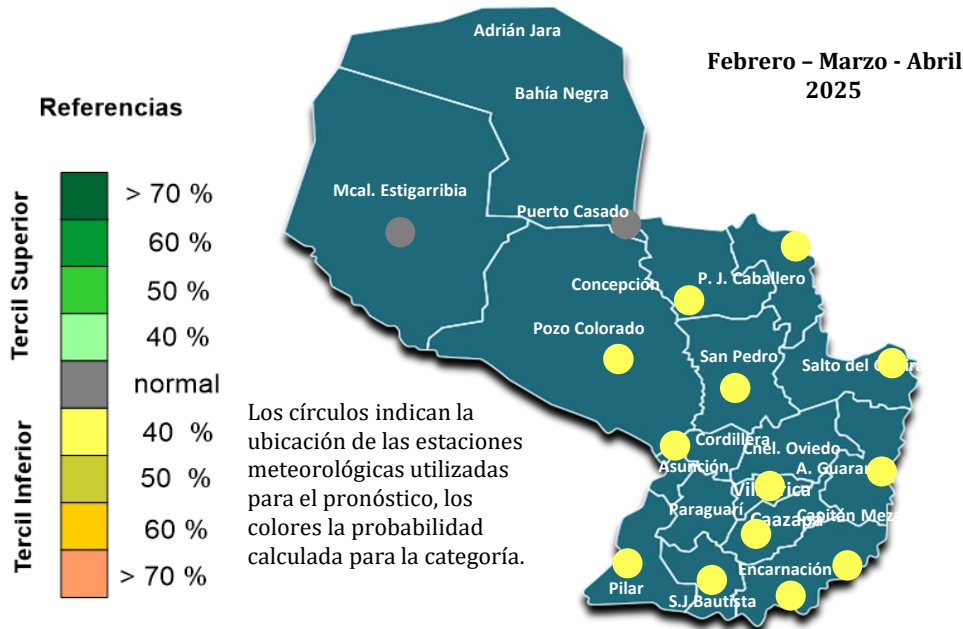 Febrero – Marzo - Abril
2025
Referencias
Tercil Superior
> 70 %
60 %
50 %
40 %
normal
Tercil Inferior
40 %
50 %
60 %
> 70 %
Los círculos indican la
ubicación de las estaciones
meteorológicas utilizadas
para el pronóstico, los
colores la probabilidad
calculada para la categoría.
Adrián Jara
Bahía Negra
Mcal. Estigarribia
Puerto Casado
Concepción
P. J. Caballero
Pozo Colorado
San Pedro
Salto del
Cordillera
Cnel. Oviedo
Asunción
A.
Paraguarí
Capitán Meza
Caazapá
Encarnación
Pilar
S.J.Bautista